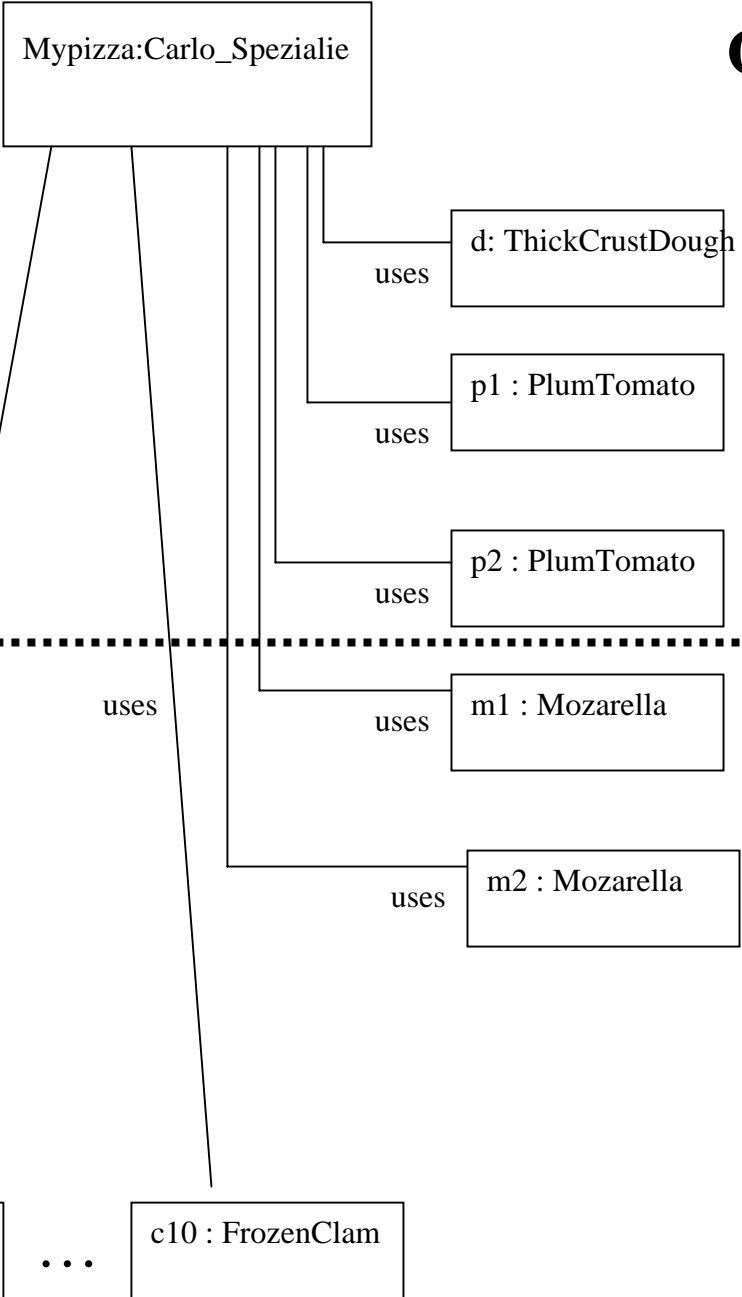 Mypizza:Carlo_Spezialie
d: ThickCrustDough
uses
p1 : PlumTomato
uses
p2 : PlumTomato
uses
m1 : Mozarella
uses
uses
m2 : Mozarella
uses
c10 : FrozenClam
. . .